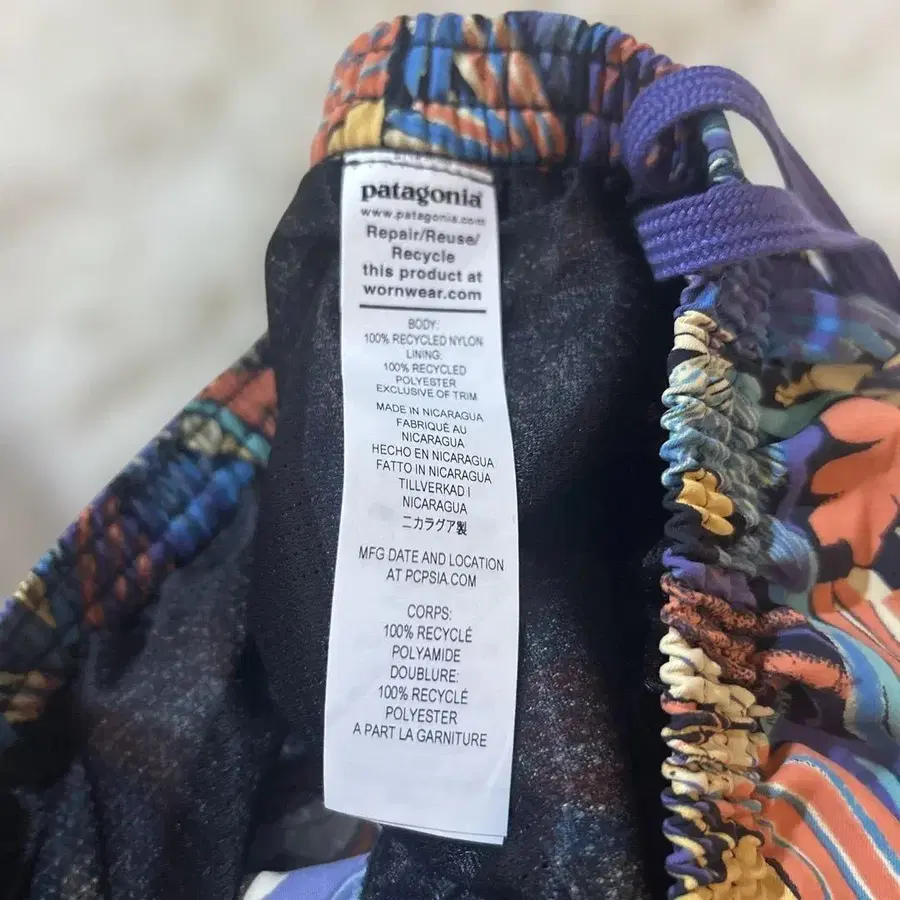 patagonia
www.patagonia.com
Repair/Reuse/
Recycle
this product at
wornwear.com
BODY:
100% RECYCLED NYLON
LINING:
100% RECYCLED
POLYESTER
EXCLUSIVE OF TRIM
MADE IN NICARAGUA
FABRIQUÉ AU
NICARAGUA
HECHO EN NICARAGUA
FATTO IN NICARAGUA
TILLVERKAD I
NICARAGUA
ニカラグア製
MFG DATE AND LOCATION
AT PCPSIA.COM
CORPS:
100% RECYCLÉ
POLYAMIDE
DOUBLURE:
100% RECYCLÉ
POLYESTER
A PART LA GARNITURE